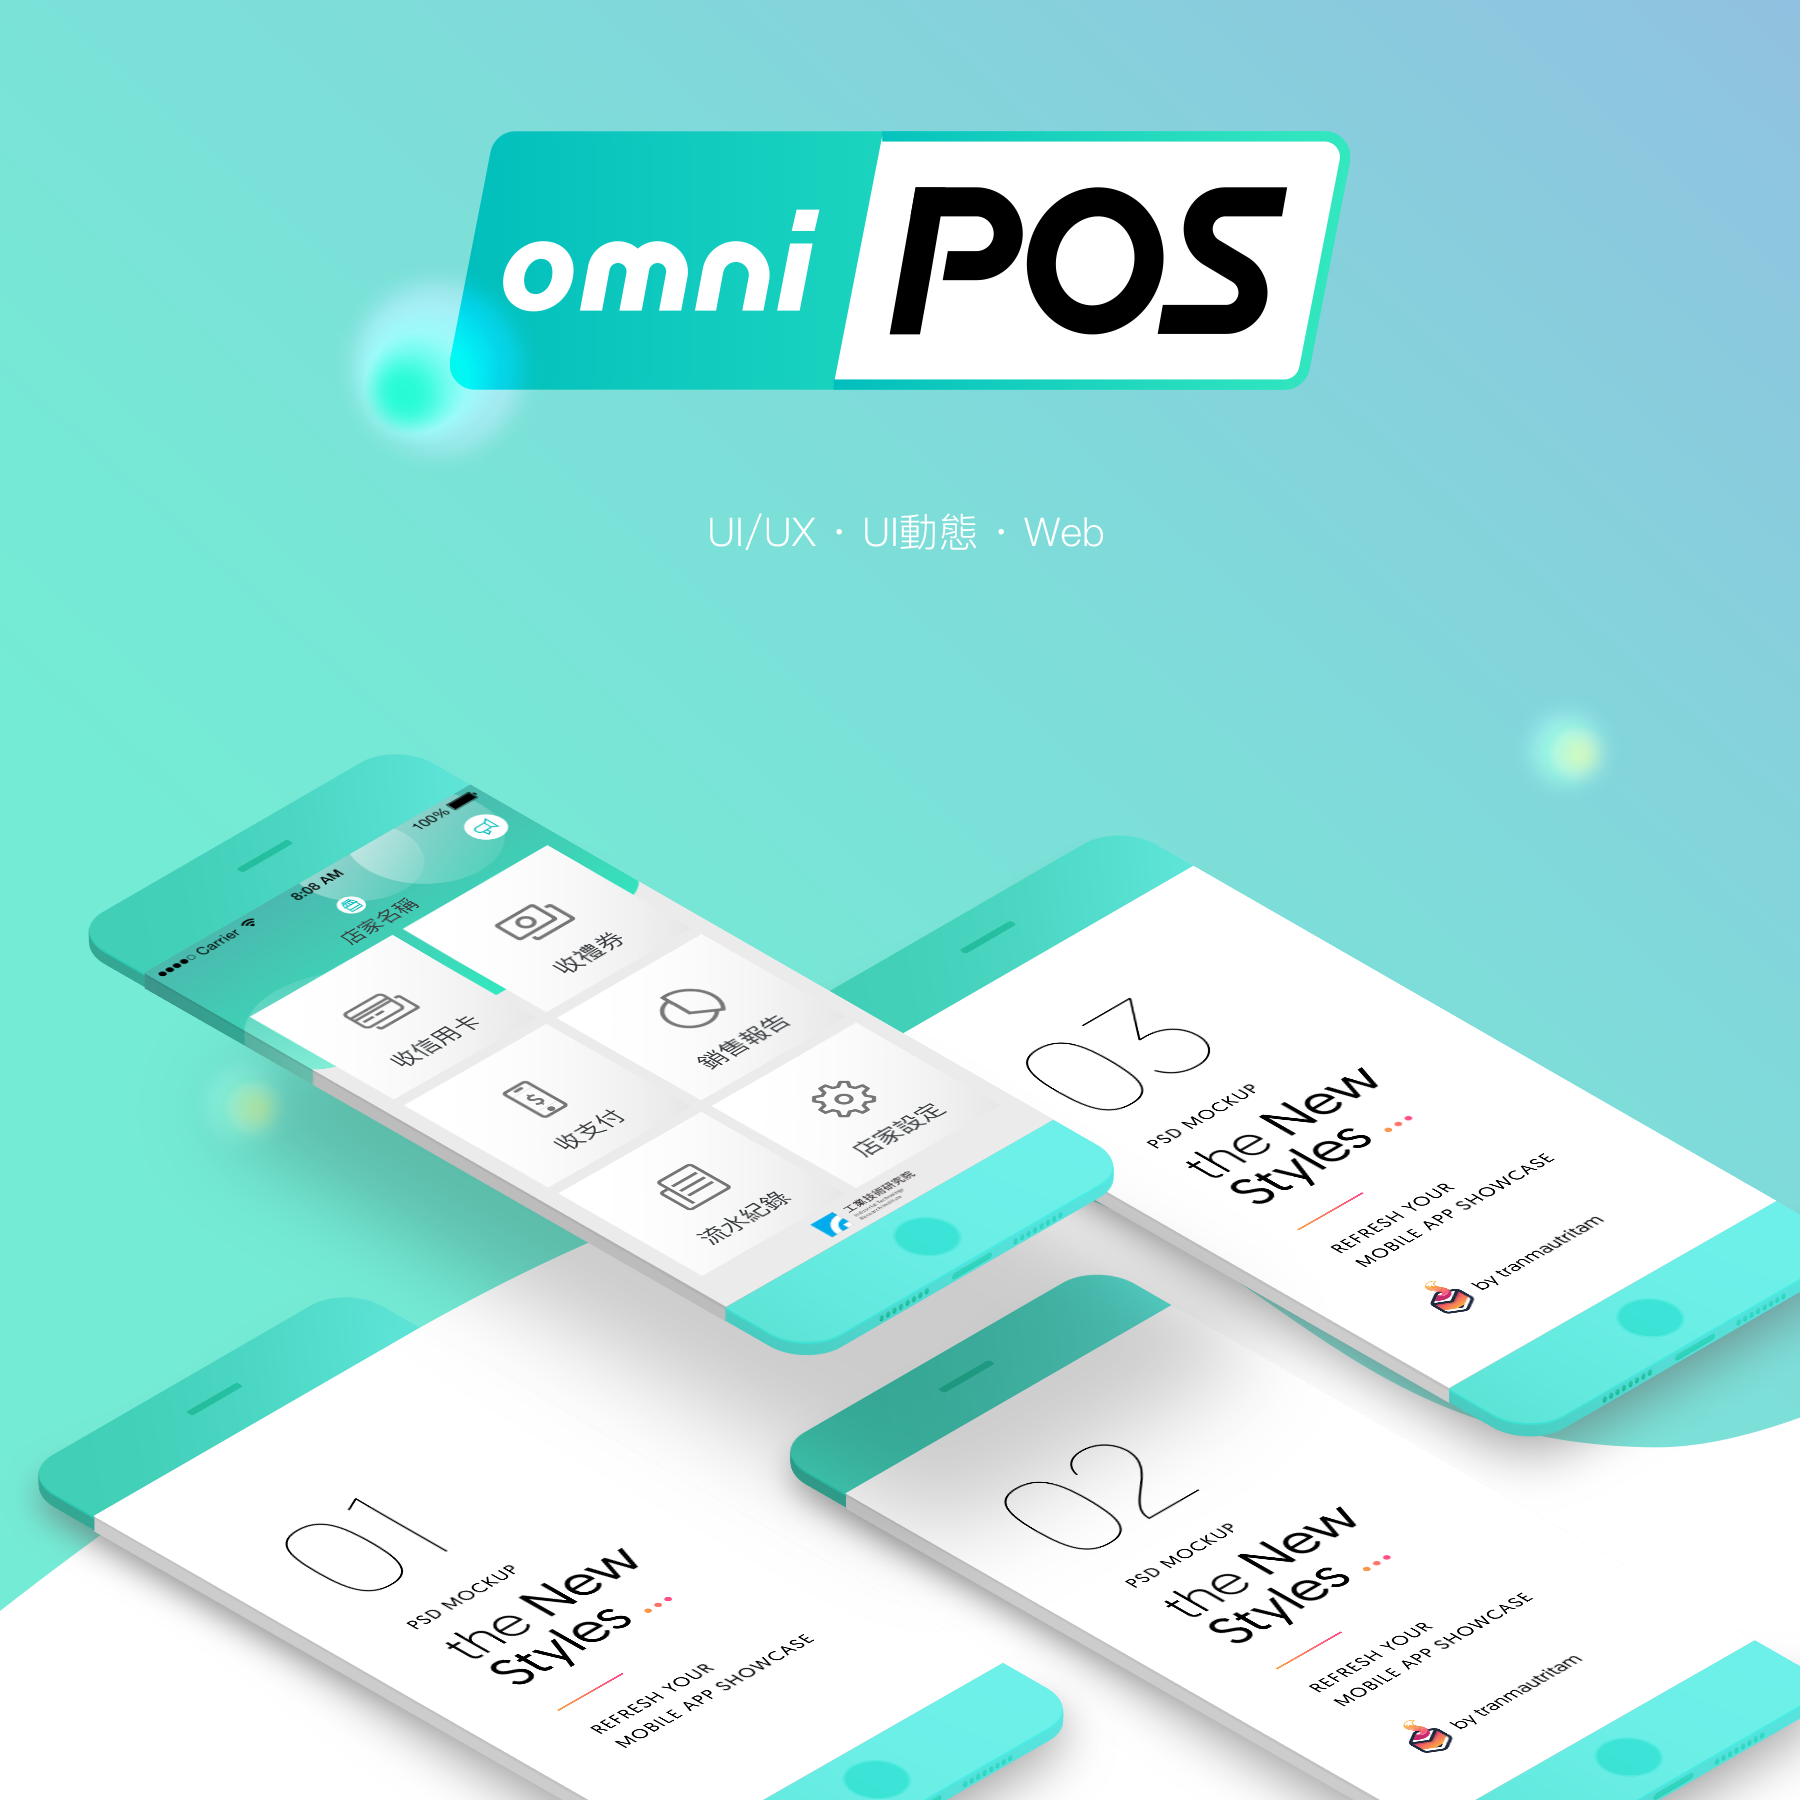 omni POS
UI/UX · UI動態 · Web
Carrier 8:08 AM 100%
店家名稱
收信用卡
收禮券
收支付
銷售報告
流水紀錄
店家設定
工業技術研究院
Industrial Technology
Research Institute
03
PSD MOCKUP
the New
Styles ...
REFRESH YOUR
MOBILE APP SHOWCASE
by tranmautritam
01
PSD MOCKUP
the New
Styles ...
REFRESH YOUR
MOBILE APP SHOWCASE
02
PSD MOCKUP
the New
Styles ...
REFRESH YOUR
MOBILE APP SHOWCASE
by tranmautritam